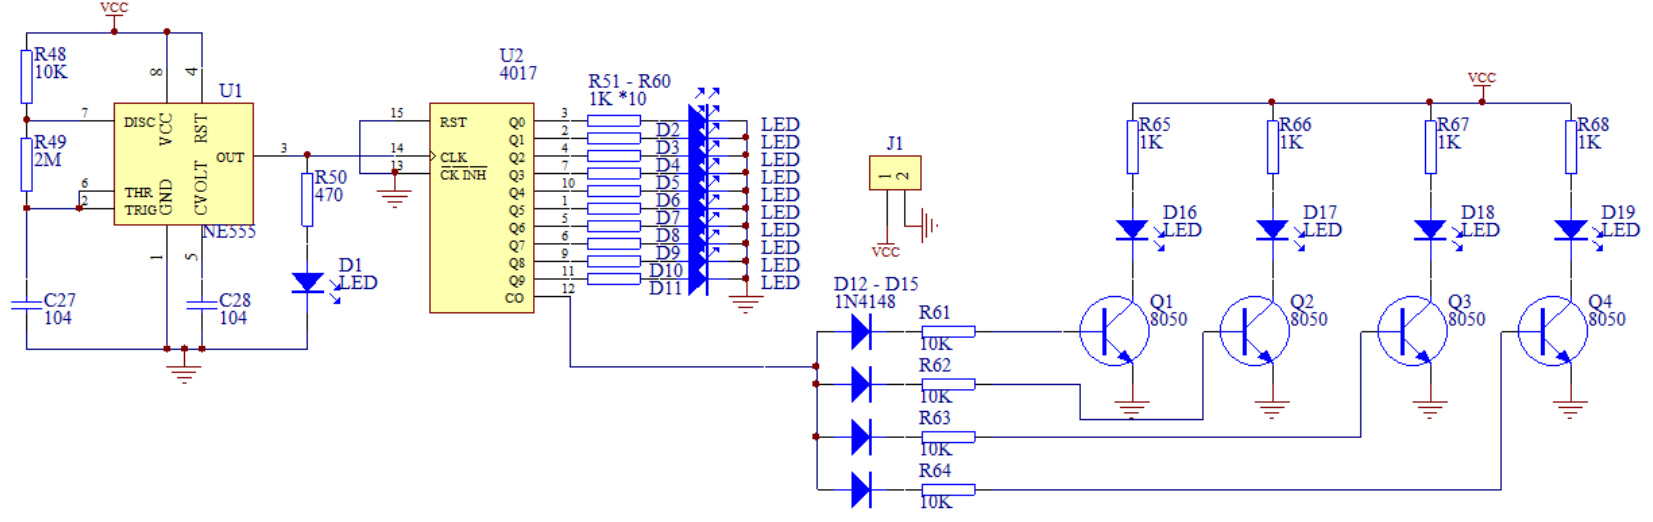 VCC
R48
10K
8
4
U1
7
DISC
VCC
RST
R49
2M
OUT
3
6
THR
2
TRIG
GND
CVOLT
NE555
1
5
R50
470
D1
LED
C27
104
C28
104
U2
4017
15
RST
14
CLK
13
CK INH
Q0
3
Q1
2
Q2
4
Q3
7
Q4
10
Q5
1
Q6
5
Q7
6
Q8
9
Q9
11
CO
12
R51 - R60
1K *10
D2
D3
D4
D5
D6
D7
D8
D9
D10
D11
LED
LED
LED
LED
LED
LED
LED
LED
LED
LED
J1
1
2
VCC
D12 - D15
1N4148
R61
10K
R62
10K
R63
10K
R64
10K
VCC
R65
1K
R66
1K
R67
1K
R68
1K
D16
LED
D17
LED
D18
LED
D19
LED
Q1
8050
Q2
8050
Q3
8050
Q4
8050